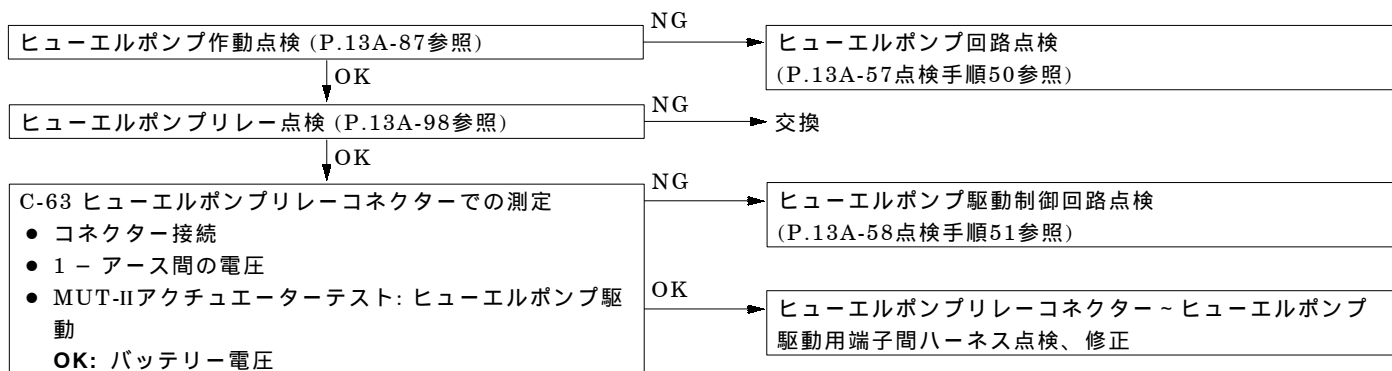 ヒューエルポンプ作動点検 (P.13A-87参照)
NG
ヒューエルポンプ回路点検
(P.13A-57点検手順50参照)
OK
ヒューエルポンプリレー点検 (P.13A-98参照)
NG
交換
OK
C-63 ヒューエルポンプリレーコネクターでの測定
● コネクター接続
● 1 − アース間の電圧
● MUT-IIアクチュエーターテスト: ヒューエルポンプ駆
動
OK: バッテリー電圧
NG
ヒューエルポンプ駆動制御回路点検
(P.13A-58点検手順51参照)
OK
ヒューエルポンプリレーコネクター ~ ヒューエルポンプ
駆動用端子間ハーネス点検、修正